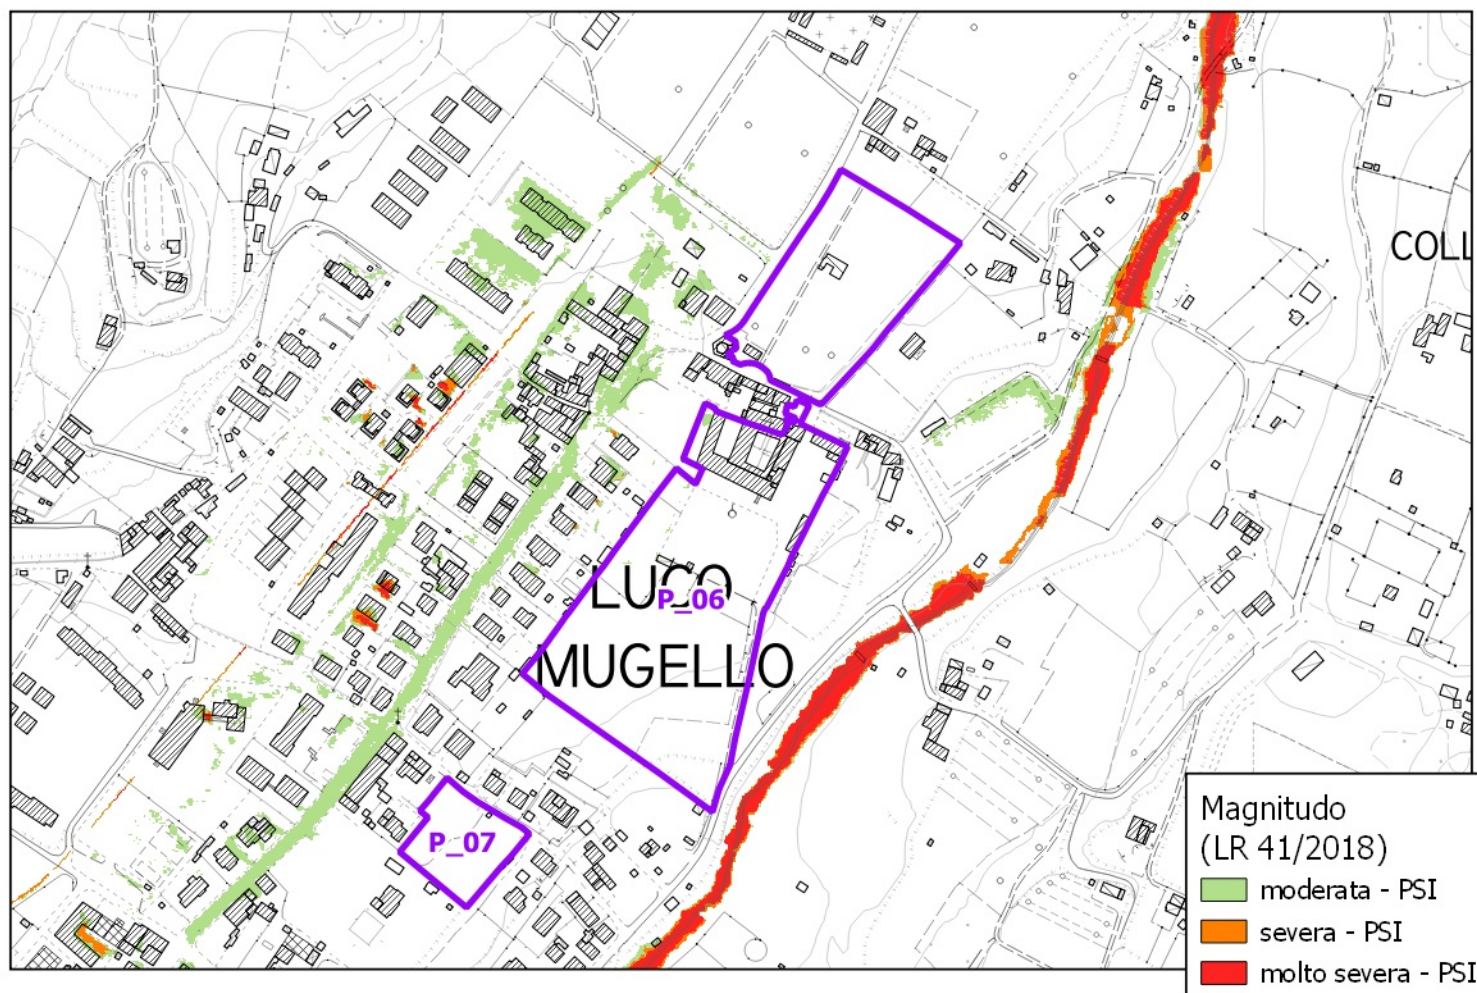 COLL
LUCO
P_06
MUGELLO
P_07
Magnitudo
(LR 41/2018)
moderata - PSI
severa - PSI
molto severa - PSI